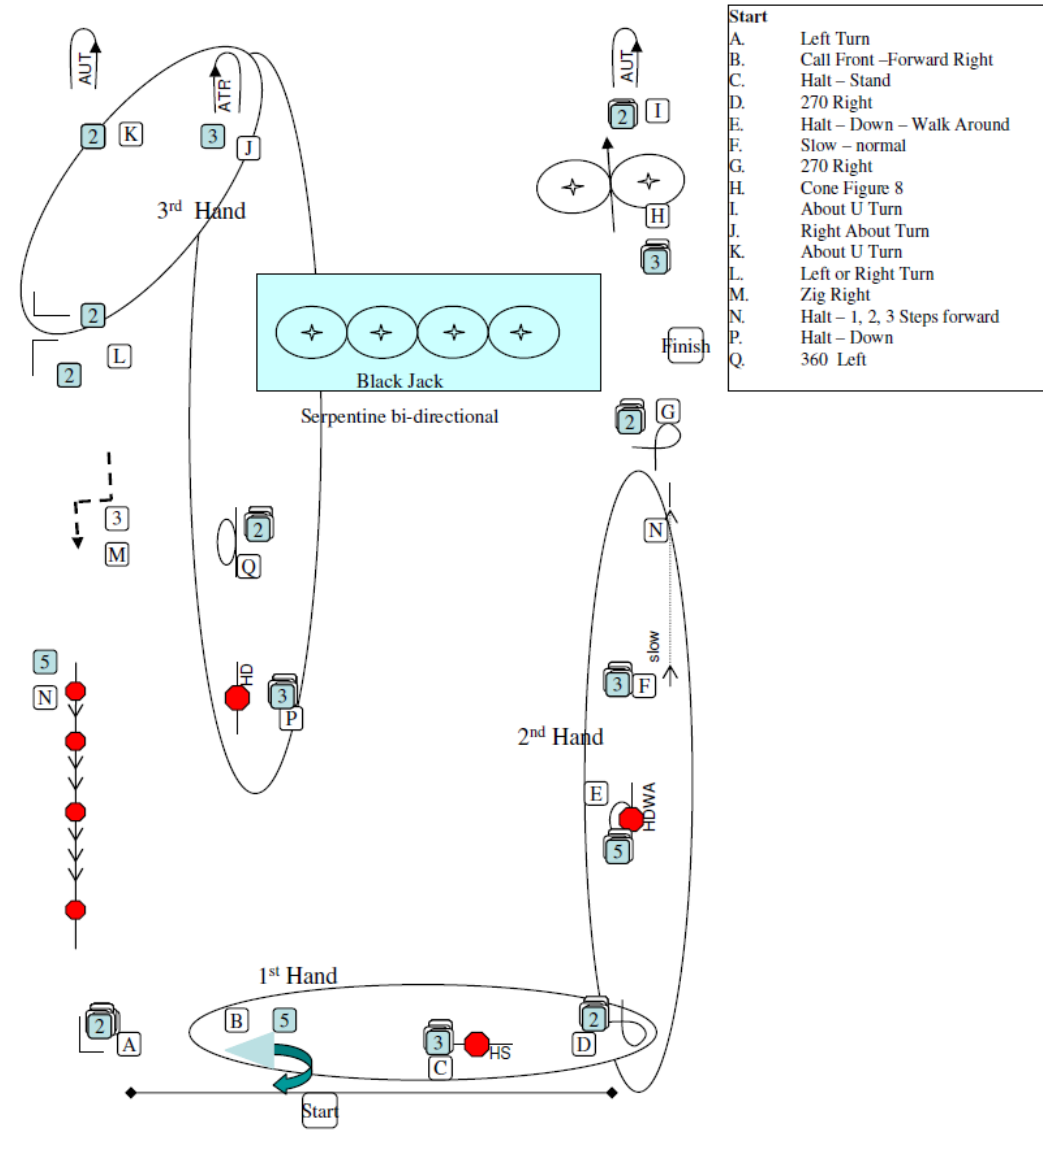 Start
A. Left Turn
B. Call Front –Forward Right
C. Halt – Stand
D. 270 Right
E. Halt – Down – Walk Around
F. Slow – normal
G. 270 Right
H. Cone Figure 8
I. About U Turn
J. Right About Turn
K. About U Turn
L. Left or Right Turn
M. Zig Right
N. Halt – 1, 2, 3 Steps forward
P. Halt – Down
Q. 360 Left
AUT
ATR
AUT
2 I
2 K
3
J
3rd Hand
H
3
2
Finish
L
2
Black Jack
Serpentine bi-directional
2 G
3
M
2
Q
N
5
N
HD
3
P
slow
3 F
2nd Hand
E
HDWA
5
1st Hand
2
A
B 5
3
HS
C
2
D
Start